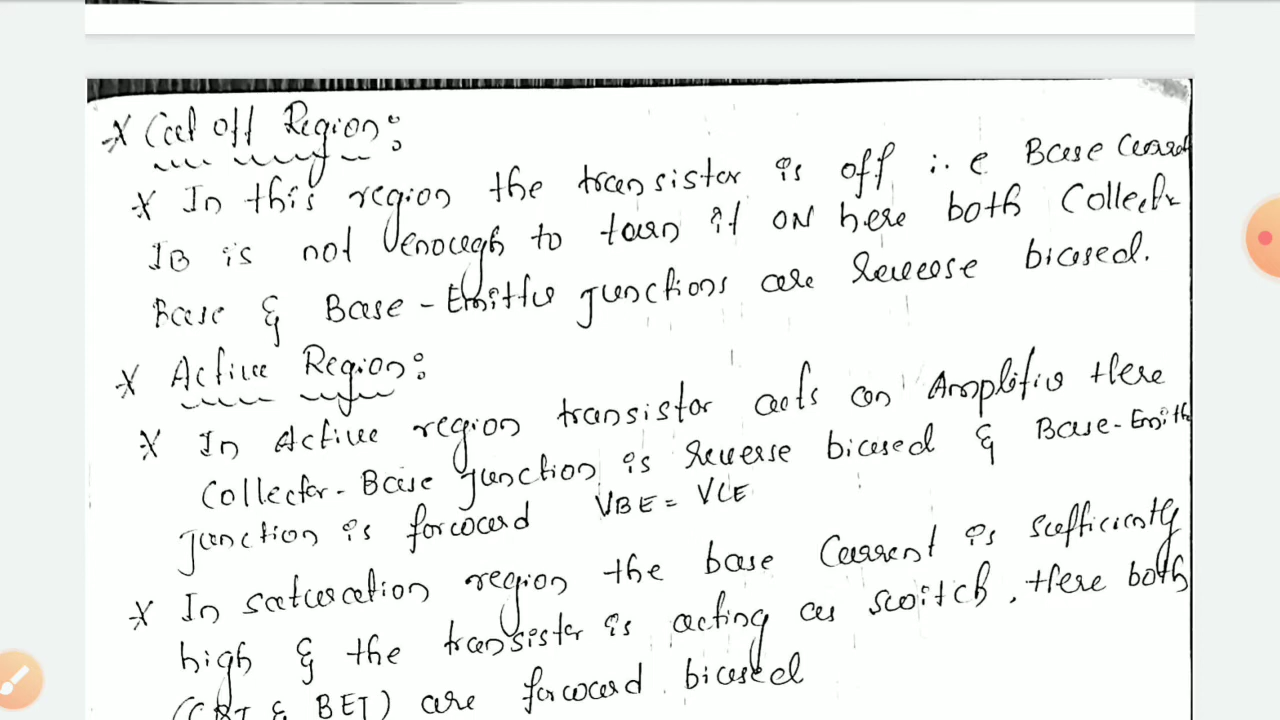 * Cut off Region:
* In this region the transistor is off i.e Base
IB is not enough to turn it ON here both Collector
Base & Base-Emitter junctions are Reverse biased.
* Active Region:
* In Active region transistor acts an Amplifier Here
Collector-Base junction is Reverse biased & Base-Emitter
junction is forward VBE = VCE
* In saturation region the base Current is sufficiently
high & the transistor is acting as switch, Here both
(CBJ & BEJ) are forward biased